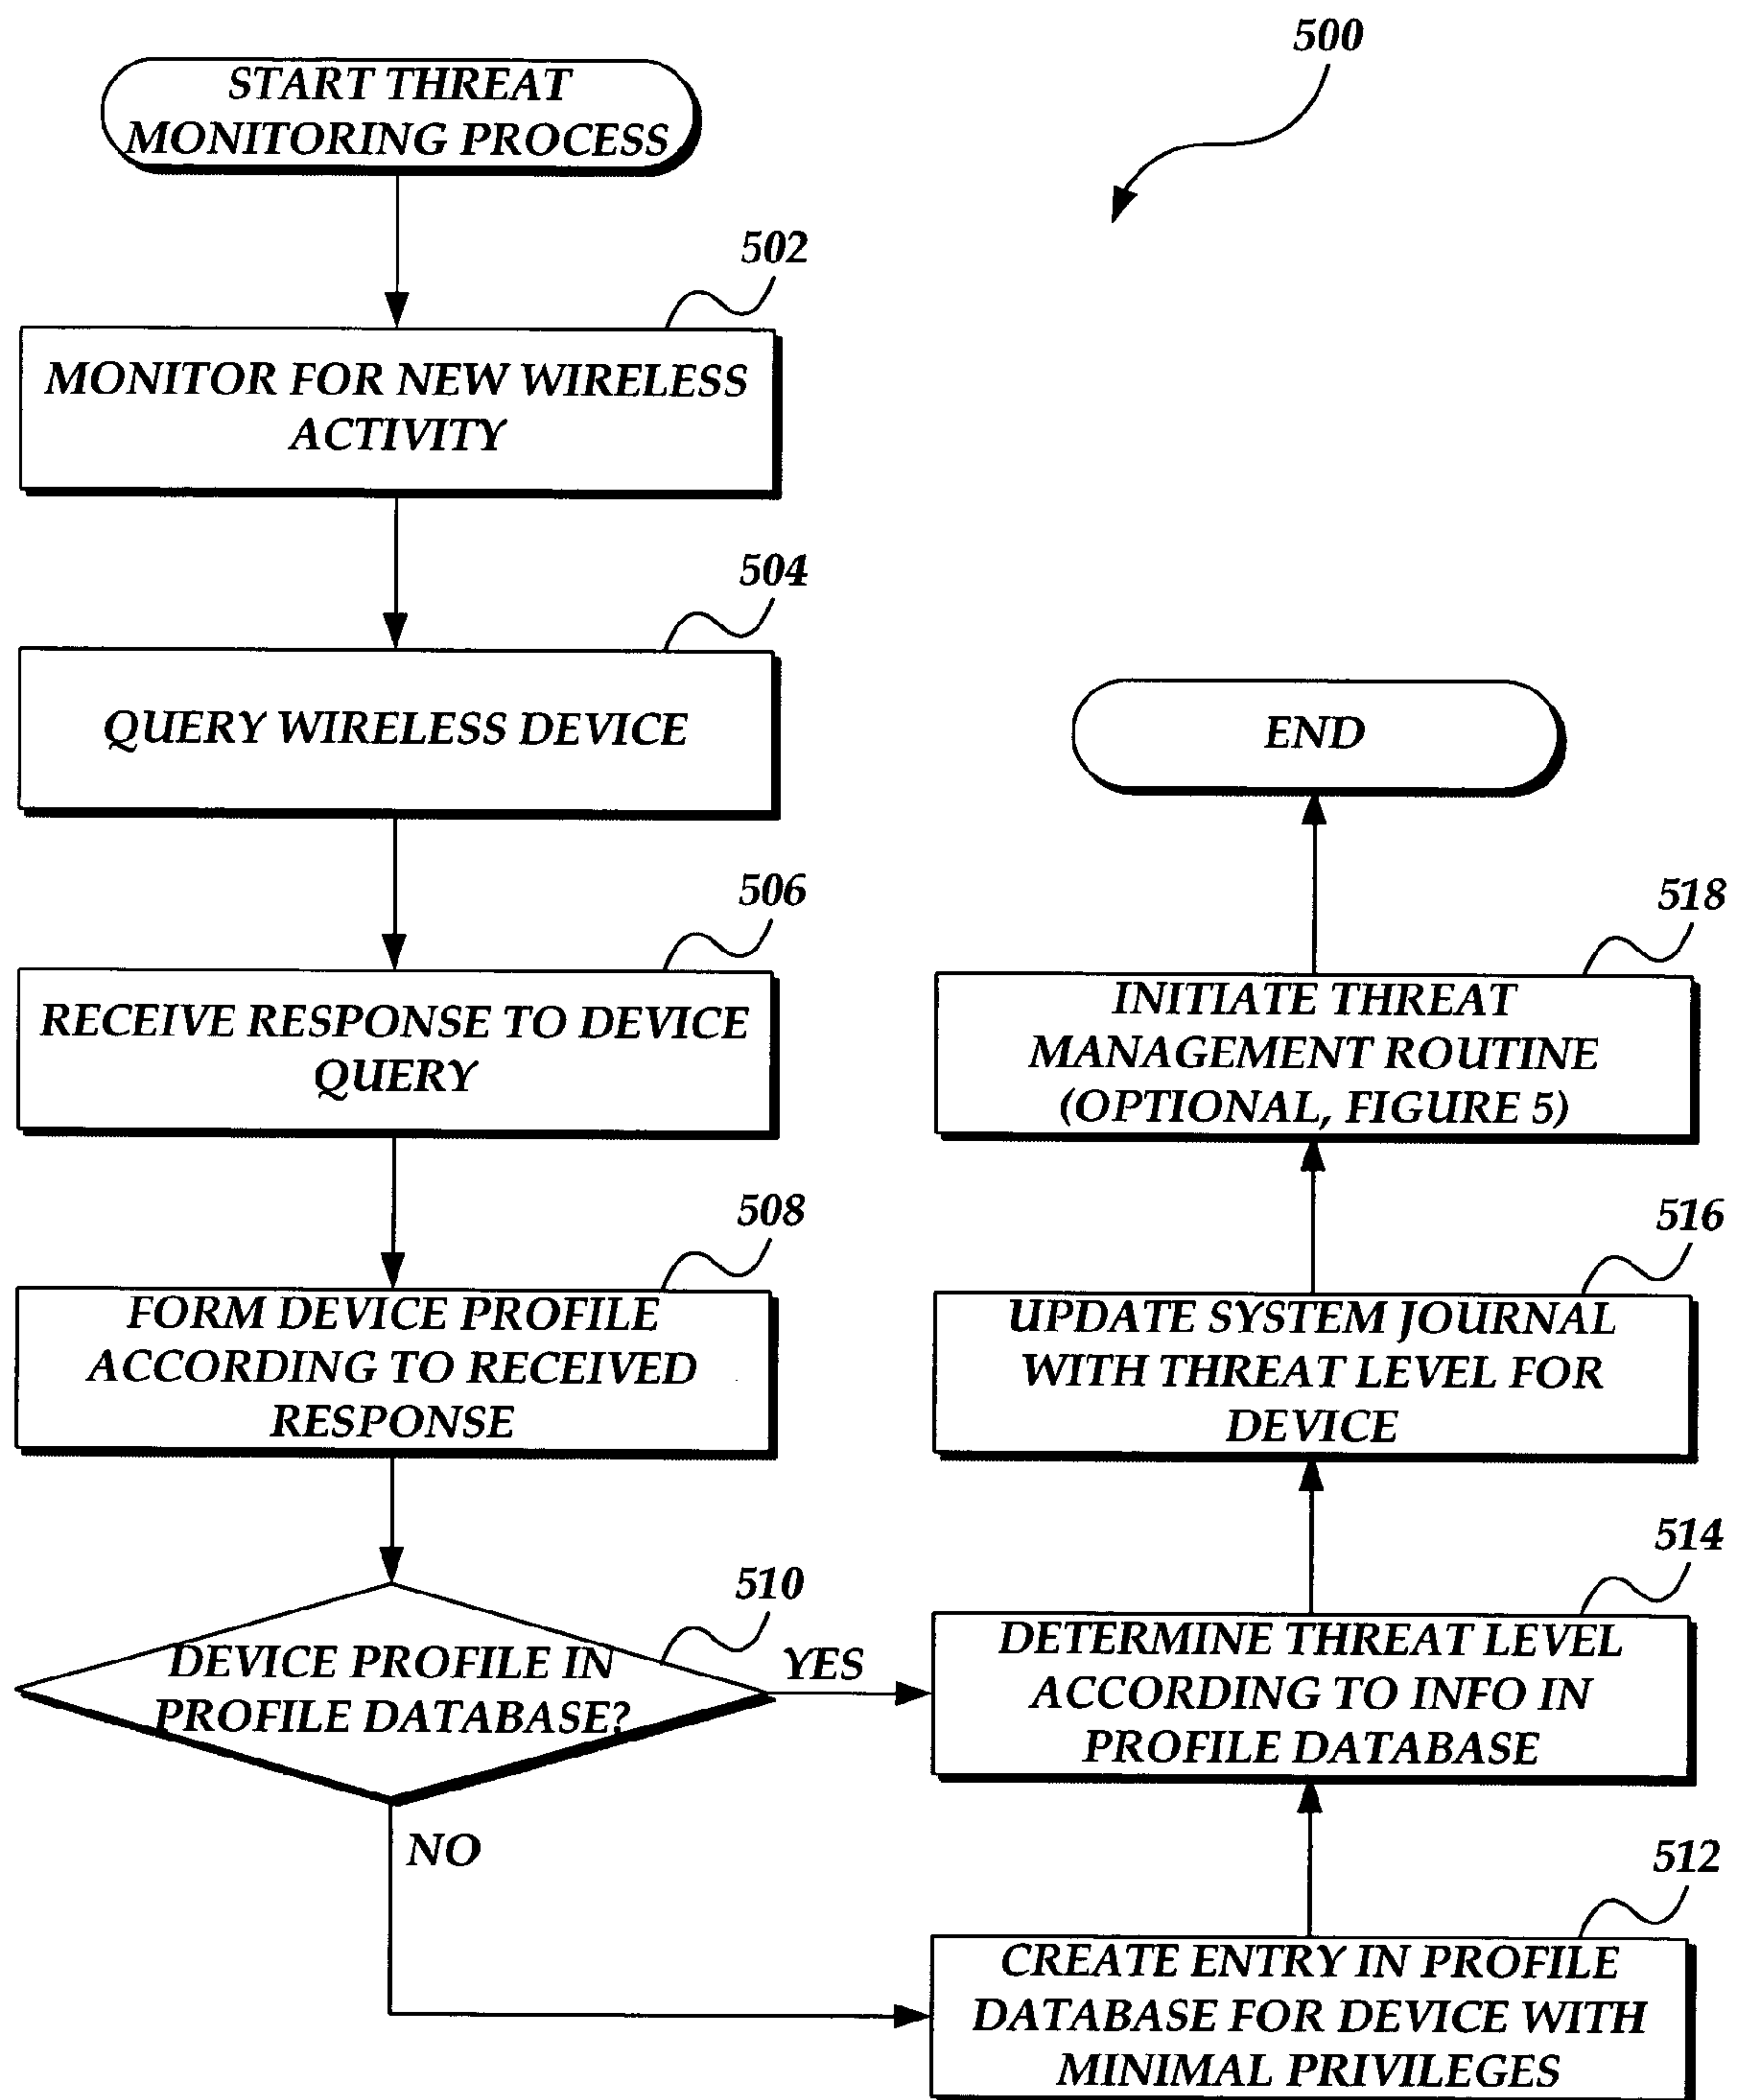 500
START THREAT
MONITORING PROCESS
502
MONITOR FOR NEW WIRELESS
ACTIVITY
504
QUERY WIRELESS DEVICE
506
RECEIVE RESPONSE TO DEVICE
QUERY
508
FORM DEVICE PROFILE
ACCORDING TO RECEIVED
RESPONSE
510
DEVICE PROFILE IN
PROFILE DATABASE?
YES
NO
512
CREATE ENTRY IN PROFILE
DATABASE FOR DEVICE WITH
MINIMAL PRIVILEGES
514
DETERMINE THREAT LEVEL
ACCORDING TO INFO IN
PROFILE DATABASE
516
UPDATE SYSTEM JOURNAL
WITH THREAT LEVEL FOR
DEVICE
518
INITIATE THREAT
MANAGEMENT ROUTINE
(OPTIONAL, FIGURE 5)
END